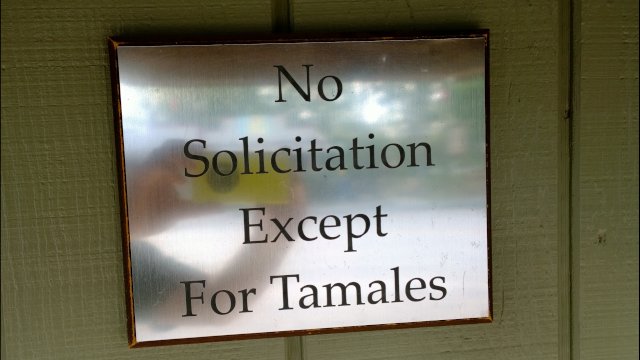 No
Solicitation
Except
For Tamales